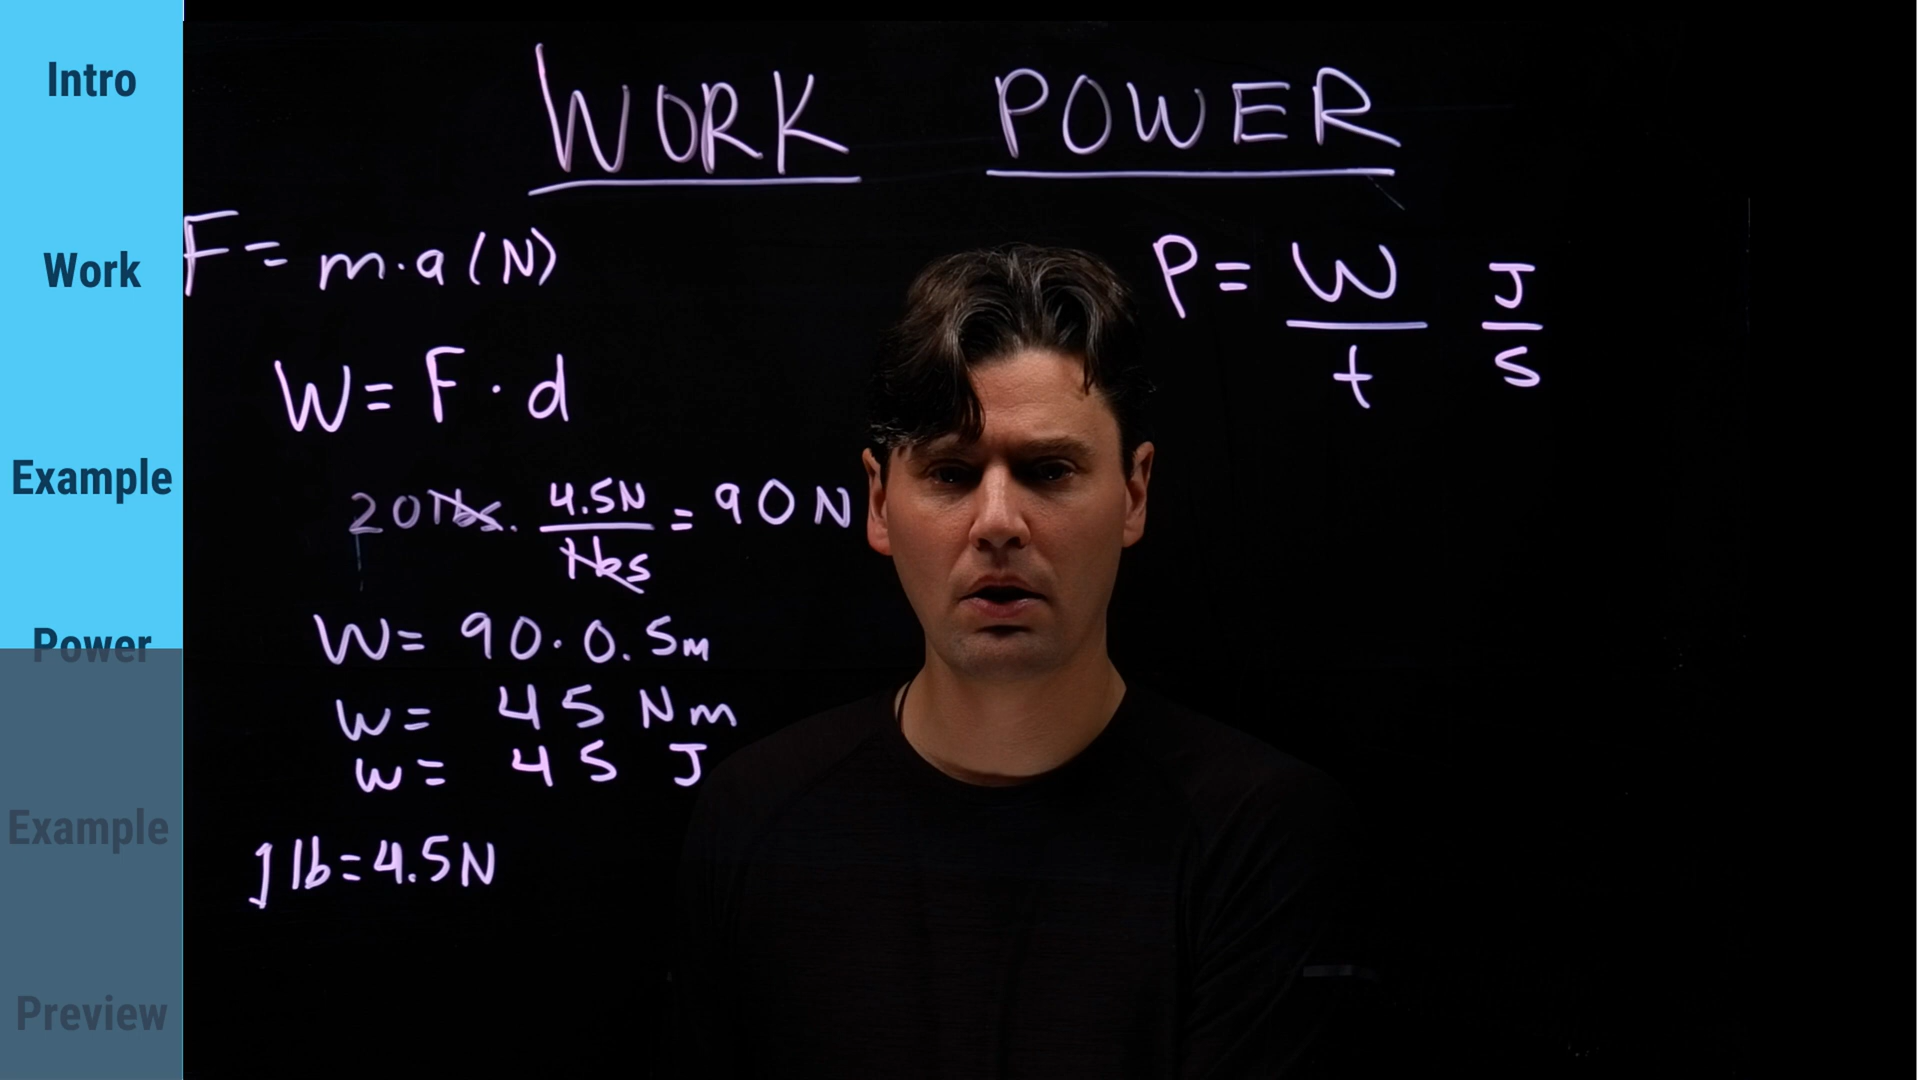 Intro
Work
Example
Power
Example
Preview
WORK POWER
F = m·a (N)
W = F · d
20 lbs. 4.5N / lbs = 90 N
W = 90 · 0.5m
W = 45 Nm
W = 45 J
1 lb = 4.5N
P = W / t J / S